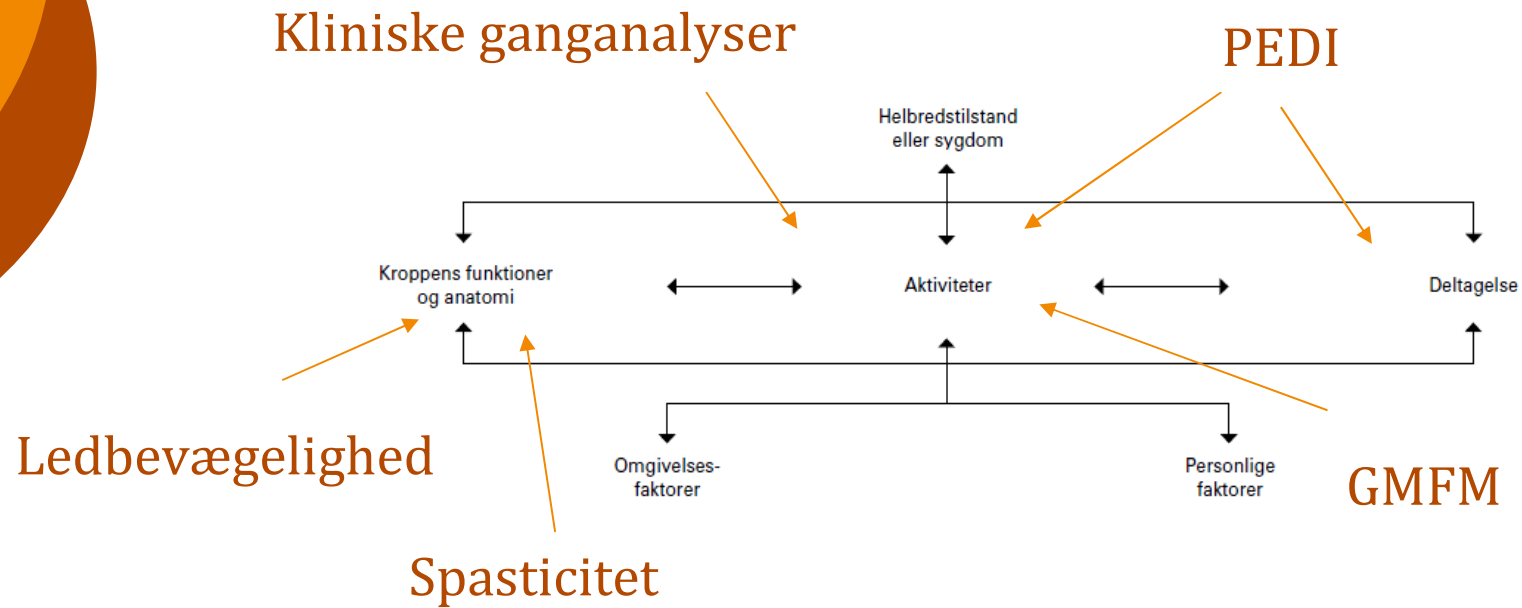 Kliniske ganganalyser
PEDI
Helbredstilstand
eller sygdom
Kroppens funktioner
og anatomi
Aktiviteter
Deltagelse
Ledbevægelighed
Omgivelses-
faktorer
Personlige
faktorer
GMFM
Spasticitet